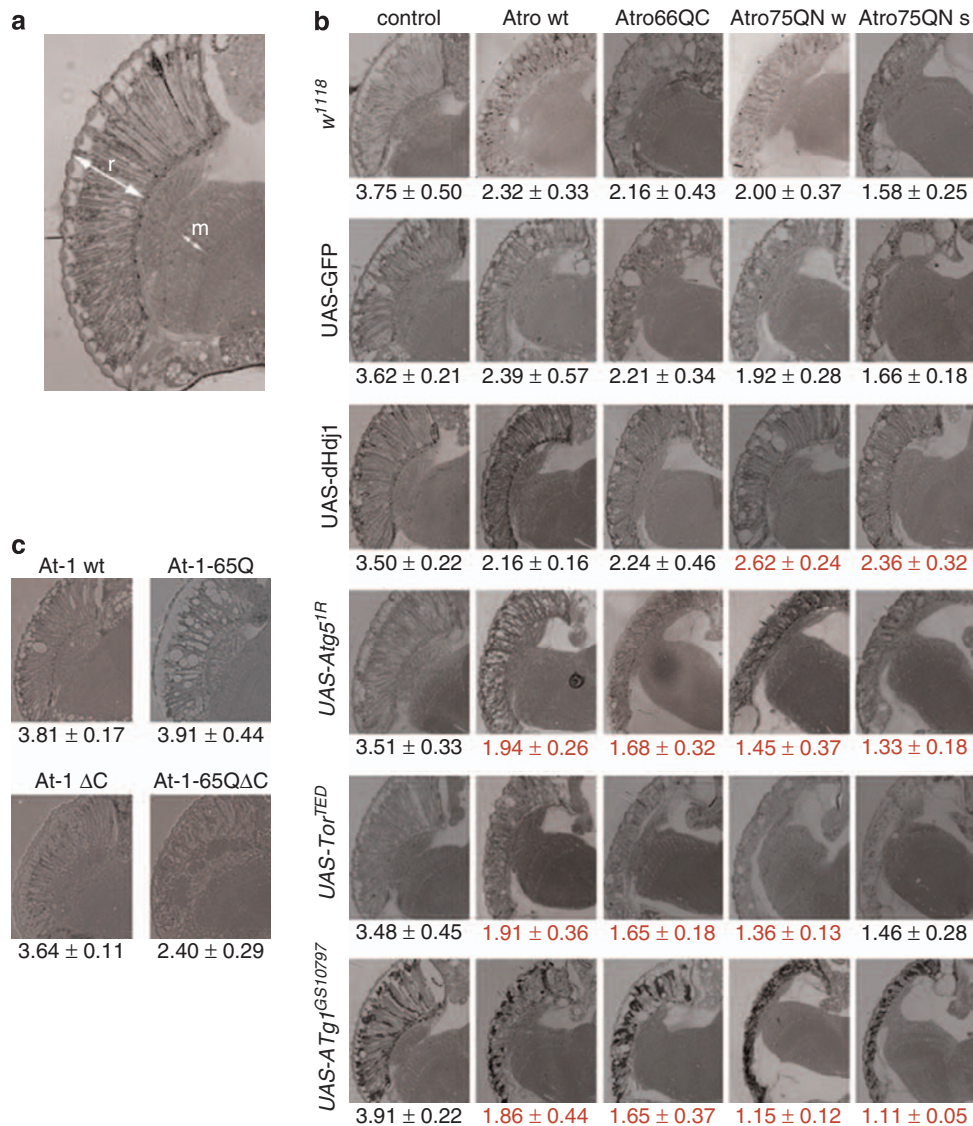 a
r
m
b
control Atro wt Atro66QC Atro75QN w Atro75QN s
w1118
3.75 ± 0.50 2.32 ± 0.33 2.16 ± 0.43 2.00 ± 0.37 1.58 ± 0.25
UAS-GFP
3.62 ± 0.21 2.39 ± 0.57 2.21 ± 0.34 1.92 ± 0.28 1.66 ± 0.18
UAS-dHdj1
3.50 ± 0.22 2.16 ± 0.16 2.24 ± 0.46 2.62 ± 0.24 2.36 ± 0.32
UAS-Atg5IR
3.51 ± 0.33 1.94 ± 0.26 1.68 ± 0.32 1.45 ± 0.37 1.33 ± 0.18
UAS-TorTED
3.48 ± 0.45 1.91 ± 0.36 1.65 ± 0.18 1.36 ± 0.13 1.46 ± 0.28
UAS-ATg1GS10797
3.91 ± 0.22 1.86 ± 0.44 1.65 ± 0.37 1.15 ± 0.12 1.11 ± 0.05
c
At-1 wt At-1-65Q
3.81 ± 0.17 3.91 ± 0.44
At-1 ΔC At-1-65QΔC
3.64 ± 0.11 2.40 ± 0.29